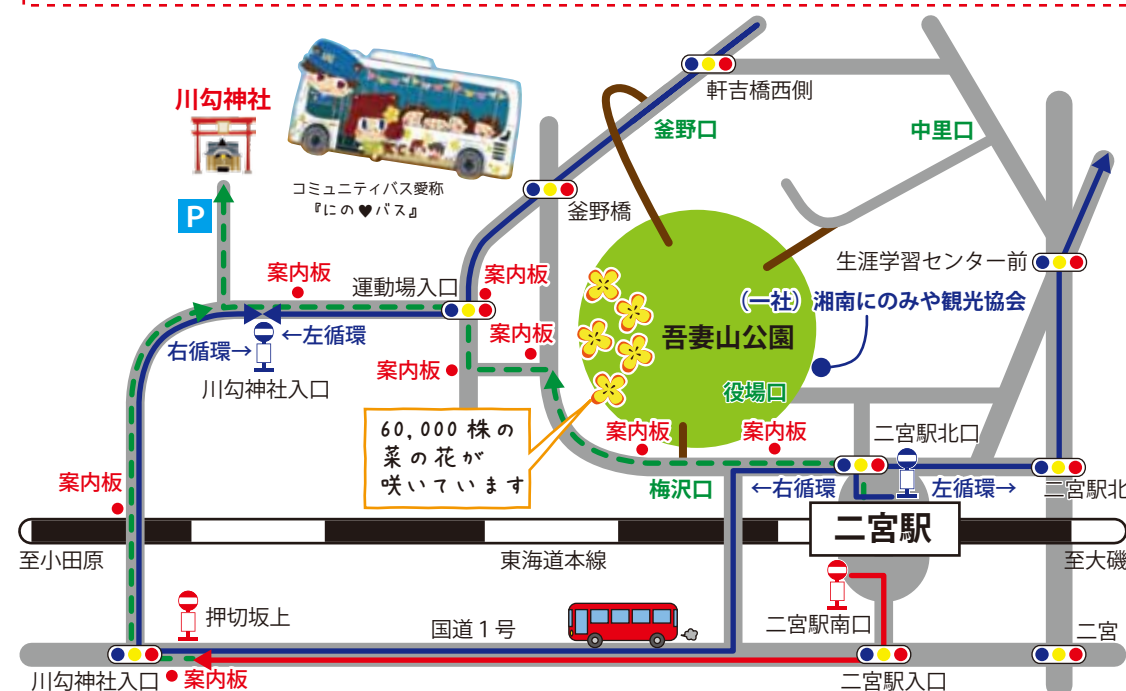 軒吉橋西側
川勾神社
釜野口
中里口
コミュニティバス愛称
『にの♥バス』
釜野橋
P
案内板
運動場入口
案内板
生涯学習センター前
(一社)湘南にのみや観光協会
←左循環
右循環→
案内板
吾妻山公園
川勾神社入口
案内板
役場口
60,000 株の
菜の花が
咲いています
案内板
案内板
二宮駅北口
案内板
梅沢口
←右循環
左循環→
二宮駅北
二宮駅
至小田原
東海道本線
至大磯
押切坂上
国道1号
二宮駅南口
二宮
川勾神社入口
案内板
二宮駅入口